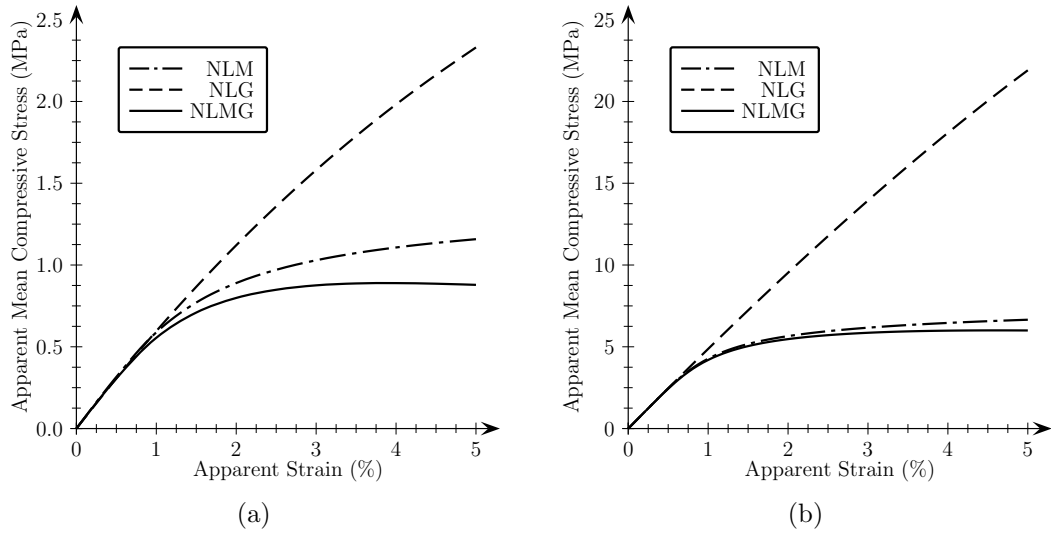 Apparent Mean Compressive Stress (MPa)
2.5
2.0
1.5
1.0
0.5
0.0
NLM
NLG
NLMG
0 1 2 3 4 5
Apparent Strain (%)
(a)
Apparent Mean Compressive Stress (MPa)
25
20
15
10
5
0
NLM
NLG
NLMG
0 1 2 3 4 5
Apparent Strain (%)
(b)